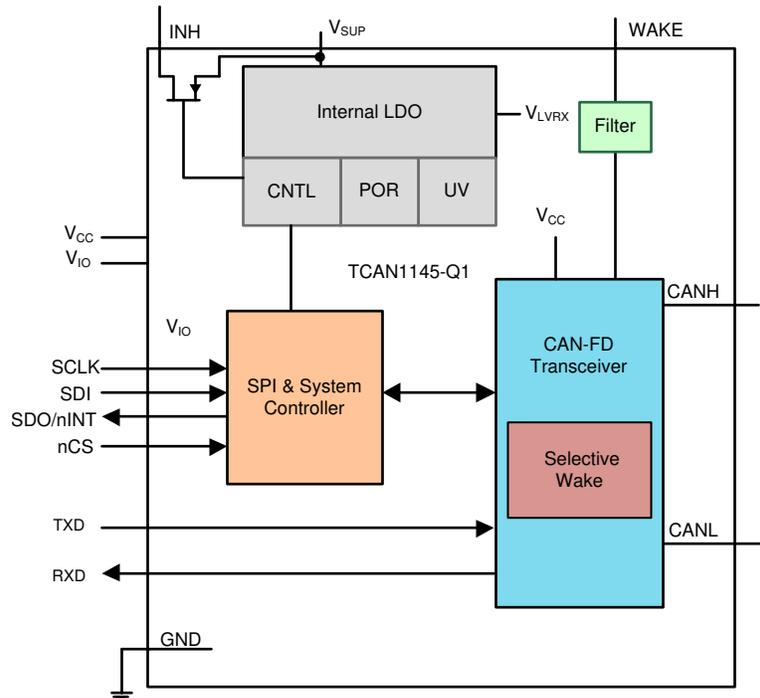 INH
VSUP
WAKE
Internal LDO
VLVRX
Filter
CNTL
POR
UV
VCC
VCC
VIO
TCAN1145-Q1
CANH
VIO
CAN-FD
Transceiver
SCLK
SDI
SDO/nINT
nCS
SPI & System
Controller
Selective
Wake
TXD
CANL
RXD
GND